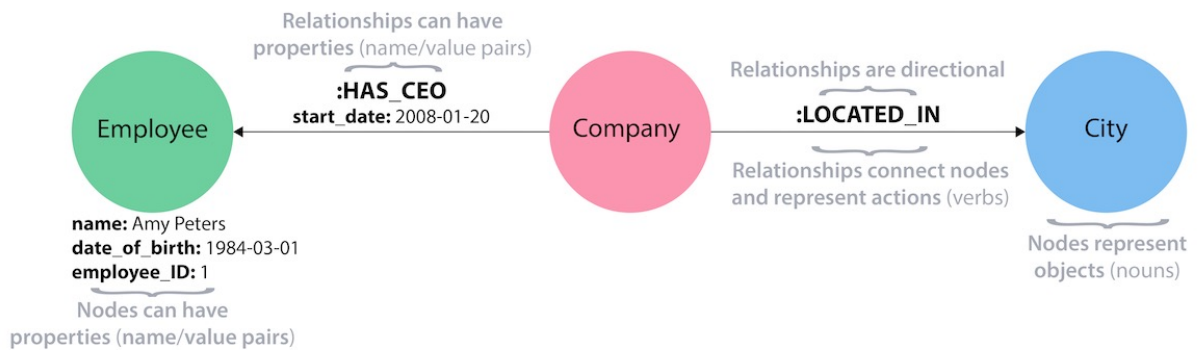 Relationships can have
properties (name/value pairs)
:HAS_CEO
start_date: 2008-01-20
Employee
name: Amy Peters
date_of_birth: 1984-03-01
employee_ID: 1
Nodes can have
properties (name/value pairs)
Company
Relationships are directional
:LOCATED_IN
Relationships connect nodes
and represent actions (verbs)
City
Nodes represent
objects (nouns)